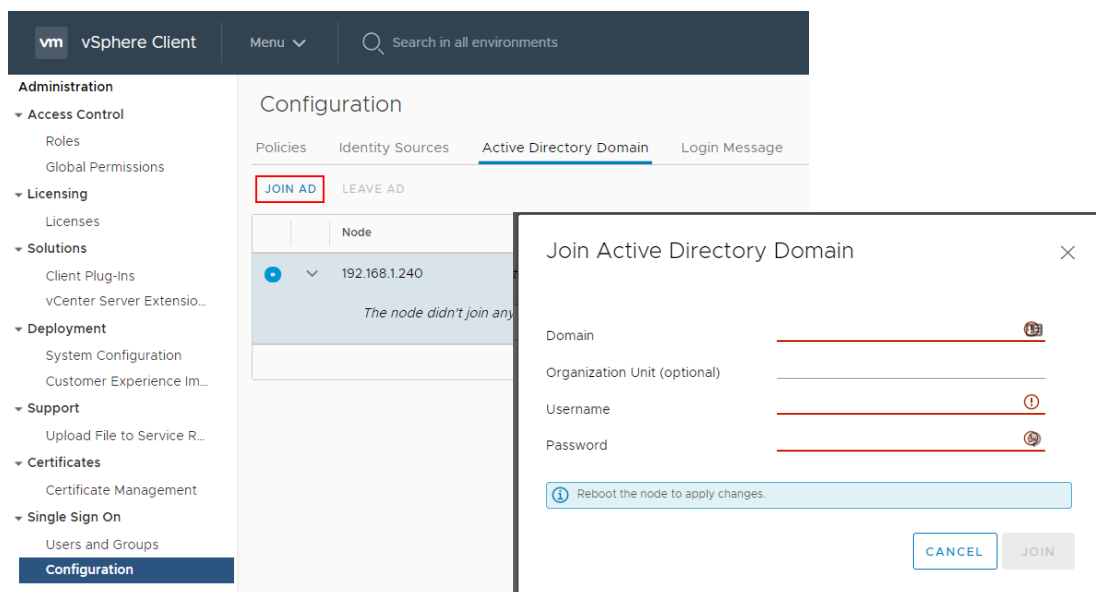 vm vSphere Client Menu Search in all environments
Administration
Access Control
Roles
Global Permissions
Licensing
Licenses
Solutions
Client Plug-Ins
vCenter Server Extensio...
Deployment
System Configuration
Customer Experience Im...
Support
Upload File to Service R...
Certificates
Certificate Management
Single Sign On
Users and Groups
Configuration
Configuration
Policies Identity Sources Active Directory Domain Login Message
JOIN AD LEAVE AD
Node
192.168.1.240
The node didn't join any
Join Active Directory Domain
Domain
Organization Unit (optional)
Username
Password
Reboot the node to apply changes.
CANCEL JOIN